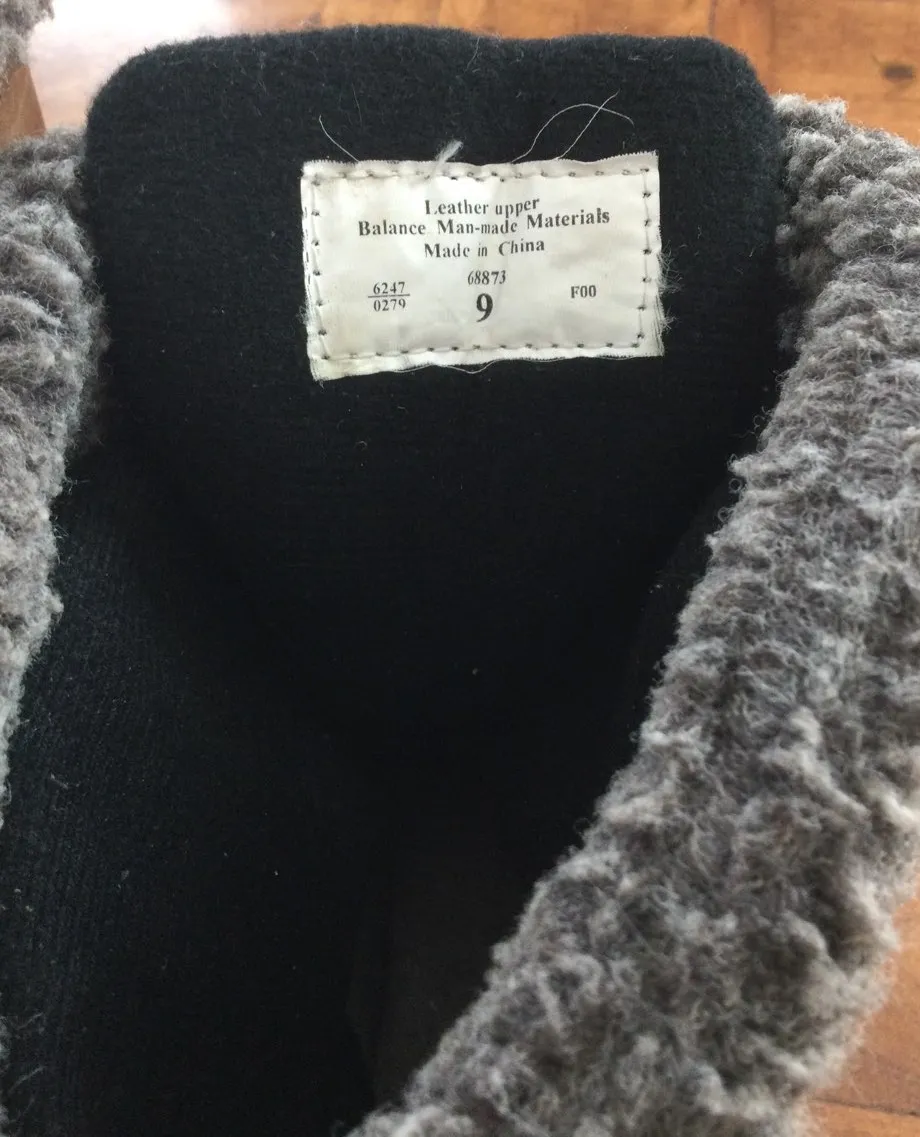 Leather upper
Balance Man-made Materials
Made in China
68873
6247
0279
9
F00